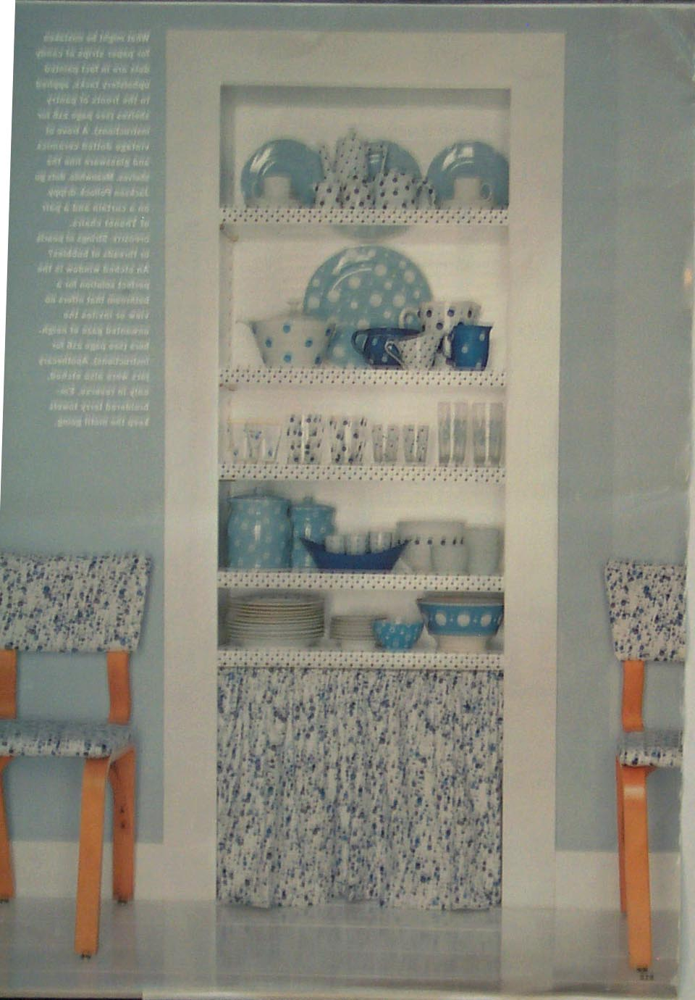 What might be mistaken
for paper strips of candy
dots are in fact painted
upholstery tacks, applied
to the fronts of pantry
shelves (see page 218 for
instructions). A trove of
vintage dotted ceramics
and glassware line the
shelves. Meanwhile, dots go
Jackson Pollock-drippy
on a curtain and a pair
of Thonet chairs.
OPPOSITE: Strings of pearls
or threads of bubbles?
An etched window is the
perfect solution for a
bathroom that offers no
view or invites the
unwanted gaze of neigh-
bors (see page 216 for
instructions). Apothecary
jars were also etched,
only in reverse. Em-
broidered terry towels
keep the motif going.